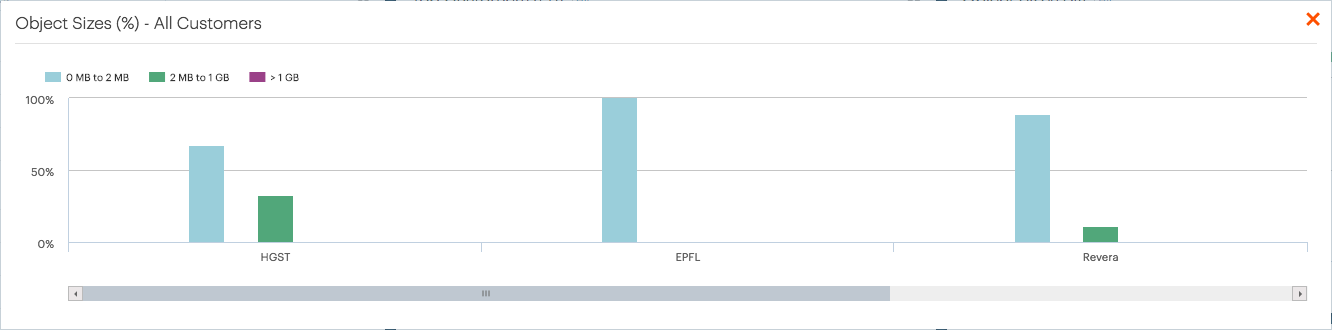 Object Sizes (%) - All Customers
0 MB to 2 MB
2 MB to 1 GB
> 1 GB
100%
50%
0%
HGST
EPFL
Revera